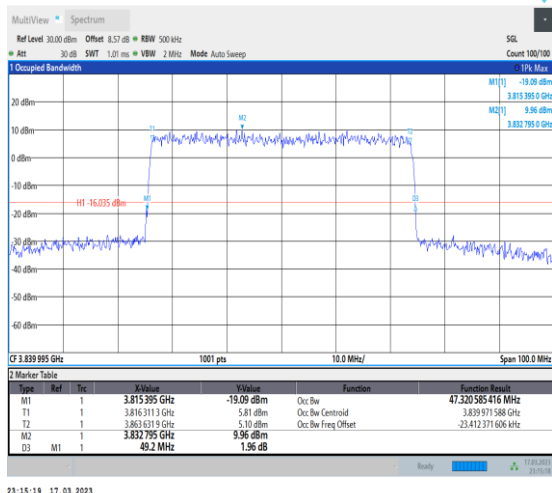 MultiView Spectrum
Ref Level 30.00 dBm Offset 8.57 dB RBW 500 kHz SGL
Att 30 dB SWT 1.01 ms VBW 2 MHz Mode Auto Sweep Count 100/100
1 Occupied Bandwidth 1Pk Max
M1[1] -19.09 dBm
3.815 395 0 GHz
M2[1] 9.96 dBm
3.832 795 0 GHz
20 dBm
M2
T1
T2
10 dBm
0 dBm
-10 dBm
M1
D3
H1 -16.035 dBm
-20 dBm
-30 dBm
-40 dBm
-50 dBm
-60 dBm
CF 3.839 995 GHz 1001 pts 10.0 MHz/ Span 100.0 MHz
2 Marker Table
Type Ref Trc X-Value Y-Value Function Function Result
M1 1 3.815 395 GHz -19.09 dBm Occ Bw 47.320 585 416 MHz
T1 1 3.816 311 3 GHz 5.81 dBm Occ Bw Centroid 3.839 971 588 GHz
T2 1 3.863 631 9 GHz 5.10 dBm Occ Bw Freq Offset -23.412 371 606 kHz
M2 1 3.832 795 GHz 9.96 dBm
D3 M1 1 49.2 MHz 1.96 dB
Ready 17.03.2023
23:15:18
23:15:19 17.03.2023